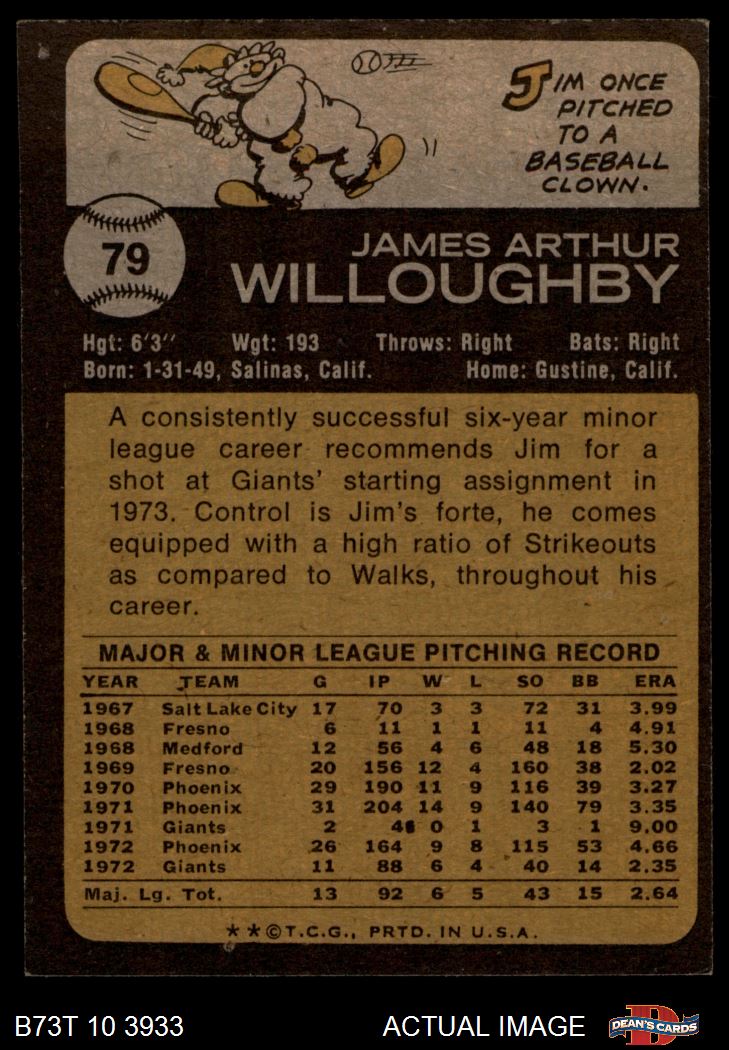 JIM ONCE
PITCHED
TO A
BASEBALL
CLOWN.
79
JAMES ARTHUR
WILLOUGHBY
Hgt: 6'3" Wgt: 193 Throws: Right Bats: Right
Born: 1-31-49, Salinas, Calif. Home: Gustine, Calif.
A consistently successful six-year minor
league career recommends Jim for a
shot at Giants' starting assignment in
1973. Control is Jim's forte, he comes
equipped with a high ratio of Strikeouts
as compared to Walks, throughout his
career.
MAJOR & MINOR LEAGUE PITCHING RECORD
YEAR TEAM G IP W L SO BB ERA
1967 Salt Lake City 17 70 3 3 72 31 3.99
1968 Fresno 6 11 1 1 11 4 4.91
1968 Medford 12 56 4 6 48 18 5.30
1969 Fresno 20 156 12 4 160 38 2.02
1970 Phoenix 29 190 11 9 116 39 3.27
1971 Phoenix 31 204 14 9 140 79 3.35
1971 Giants 2 4 0 1 3 1 9.00
1972 Phoenix 26 164 9 8 115 53 4.66
1972 Giants 11 88 6 4 40 14 2.35
Maj. Lg. Tot. 13 92 6 5 43 15 2.64
**©T.C.G., PRTD. IN U.S.A.
B73T 10 3933 ACTUAL IMAGE DEAN'S CARDS